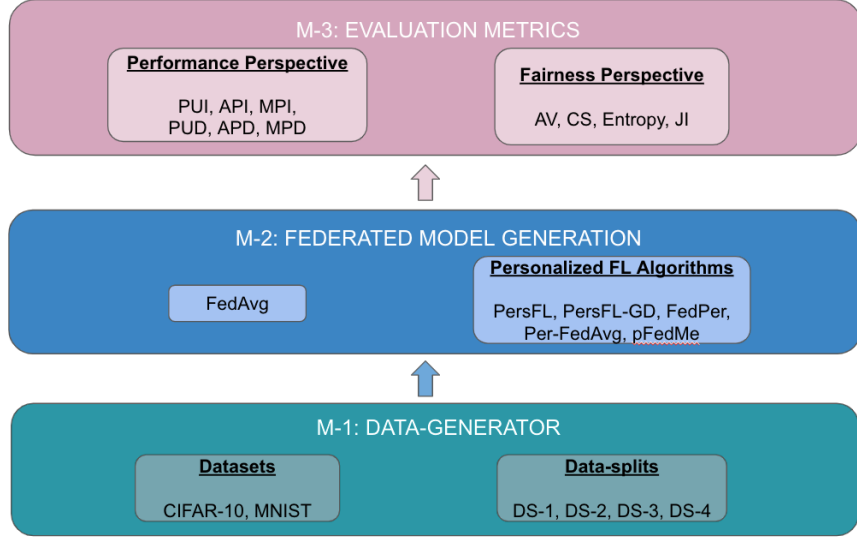 M-3: EVALUATION METRICS
Performance Perspective
PUI, API, MPI,
PUD, APD, MPD
Fairness Perspective
AV, CS, Entropy, JI
M-2: FEDERATED MODEL GENERATION
FedAvg
Personalized FL Algorithms
PersFL, PersFL-GD, FedPer,
Per-FedAvg, pFedMe
M-1: DATA-GENERATOR
Datasets
CIFAR-10, MNIST
Data-splits
DS-1, DS-2, DS-3, DS-4